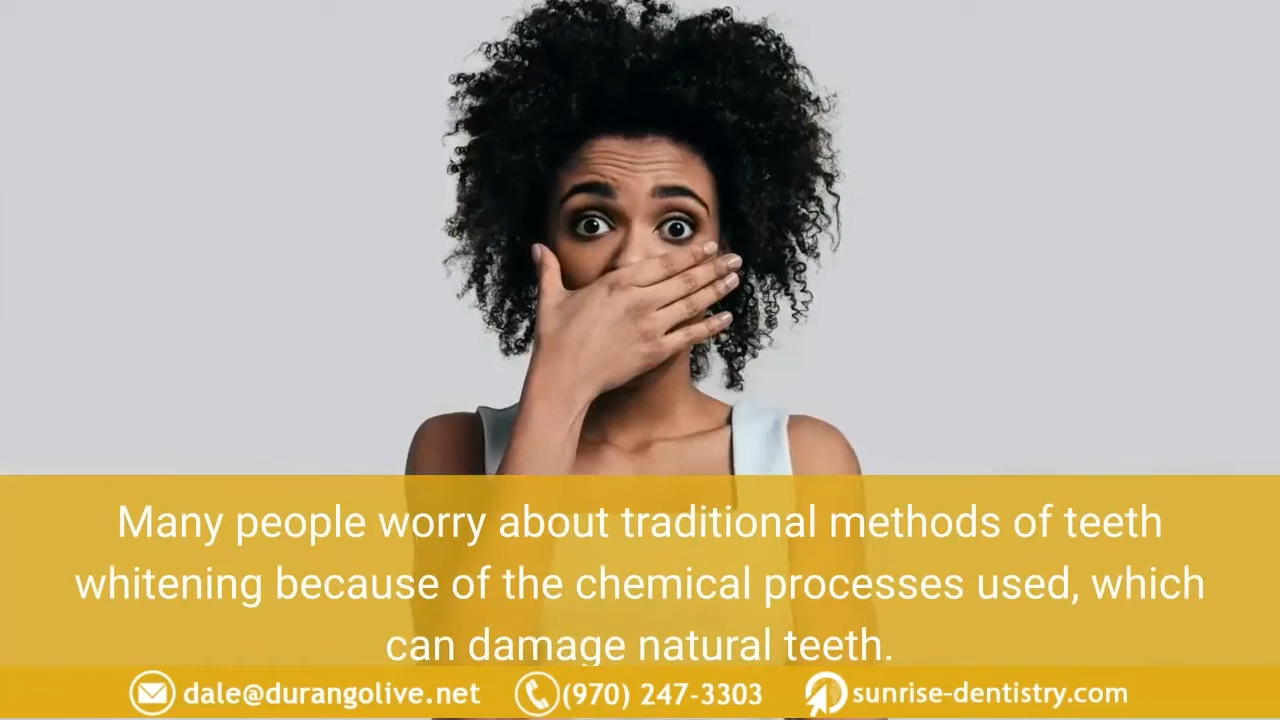 Many people worry about traditional methods of teeth
whitening because of the chemical processes used, which
can damage natural teeth.
dale@durangolive.net (970) 247-3303 sunrise-dentistry.com